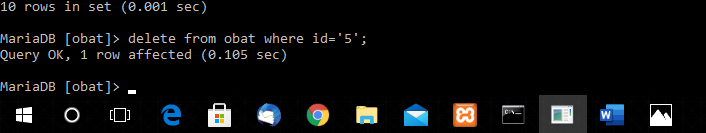 10 rows in set (0.001 sec)
MariaDB [obat]> delete from obat where id='5';
Query OK, 1 row affected (0.105 sec)
MariaDB [obat]> _